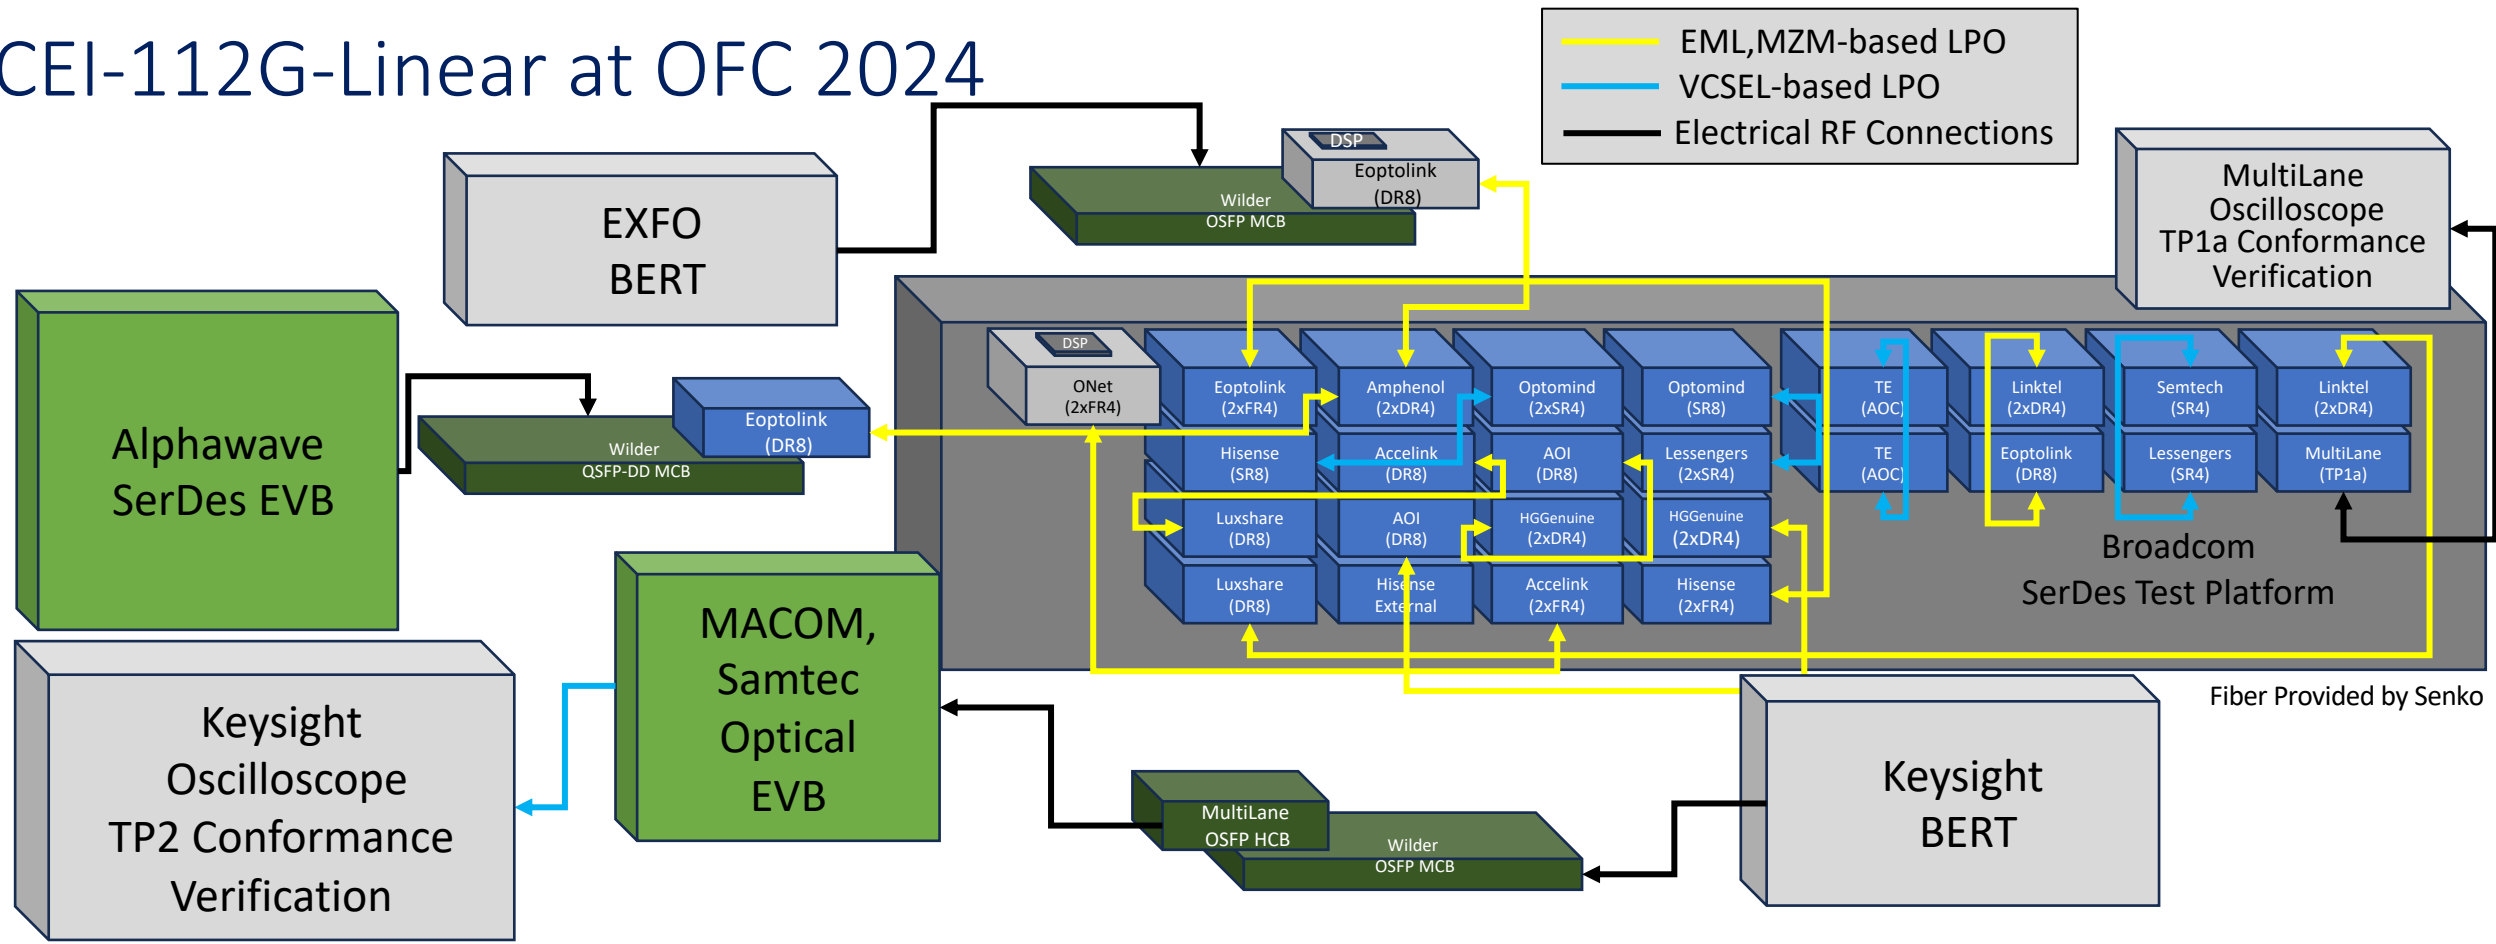 CEI-112G-Linear at OFC 2024
EML,MZM-based LPO
VCSEL-based LPO
Electrical RF Connections
DSP
Eoptolink
(DR8)
Wilder
OSFP MCB
MultiLane
Oscilloscope
TP1a Conformance
Verification
EXFO
BERT
Alphawave
SerDes EVB
Eoptolink
(DR8)
Wilder
QSFP-DD MCB
DSP
ONet
(2xFR4)
Eoptolink
(2xFR4)
Amphenol
(2xDR4)
Optomind
(2xSR4)
Optomind
(SR8)
TE
(AOC)
Linktel
(2xDR4)
Semtech
(SR4)
Linktel
(2xDR4)
Hisense
(SR8)
Accelink
(DR8)
AOI
(DR8)
Lessengers
(2xSR4)
TE
(AOC)
Eoptolink
(DR8)
Lessengers
(SR4)
MultiLane
(TP1a)
Luxshare
(DR8)
AOI
(DR8)
HGGenuine
(2xDR4)
HGGenuine
(2xDR4)
Luxshare
(DR8)
Hisense
External
Accelink
(2xFR4)
Hisense
(2xFR4)
Broadcom
SerDes Test Platform
Fiber Provided by Senko
MACOM,
Samtec
Optical
EVB
Keysight
Oscilloscope
TP2 Conformance
Verification
MultiLane
OSFP HCB
Wilder
OSFP MCB
Keysight
BERT